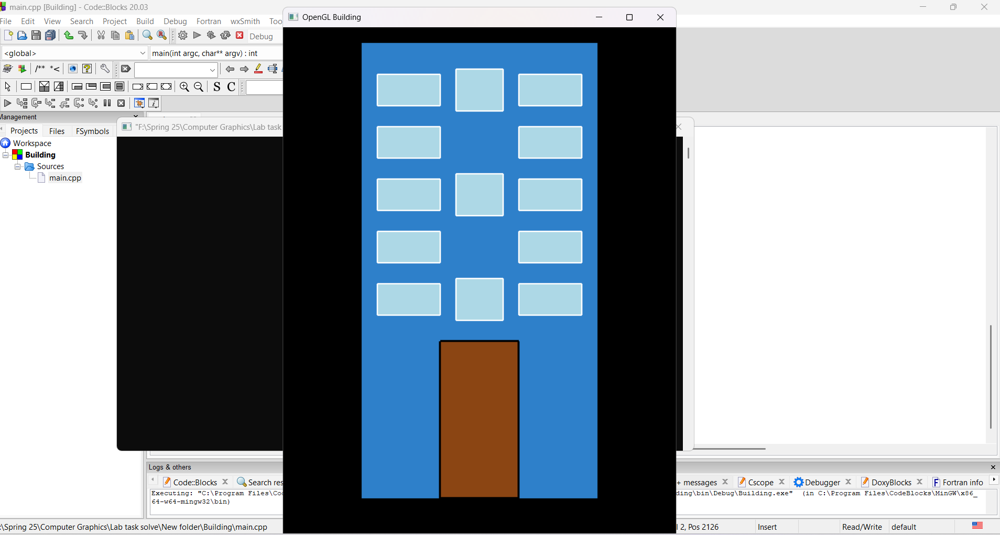 main.cpp [Building] - Code::Blocks 20.03
OpenGL Building
File Edit View Search Project Build Debug Fortran wxSmith Too
Debug
<global> main(int argc, char** argv) : int
/** *<
S C
Management
Projects Files FSymbols
"F:\Spring 25\Computer Graphics\Lab task
Workspace
Building
Sources
main.cpp
Logs & others
Code::Blocks Search res + messages Cscope Debugger DoxyBlocks Fortran info
Executing: "C:\Program Files\Co ding\bin\Debug\Building.exe" (in C:\Program Files\CodeBlocks\MinGW\x86_
64-w64-mingw32\bin)
:\Spring 25\Computer Graphics\Lab task solve\New folder\Building\main.cpp l 2, Pos 2126 Insert Read/Write default